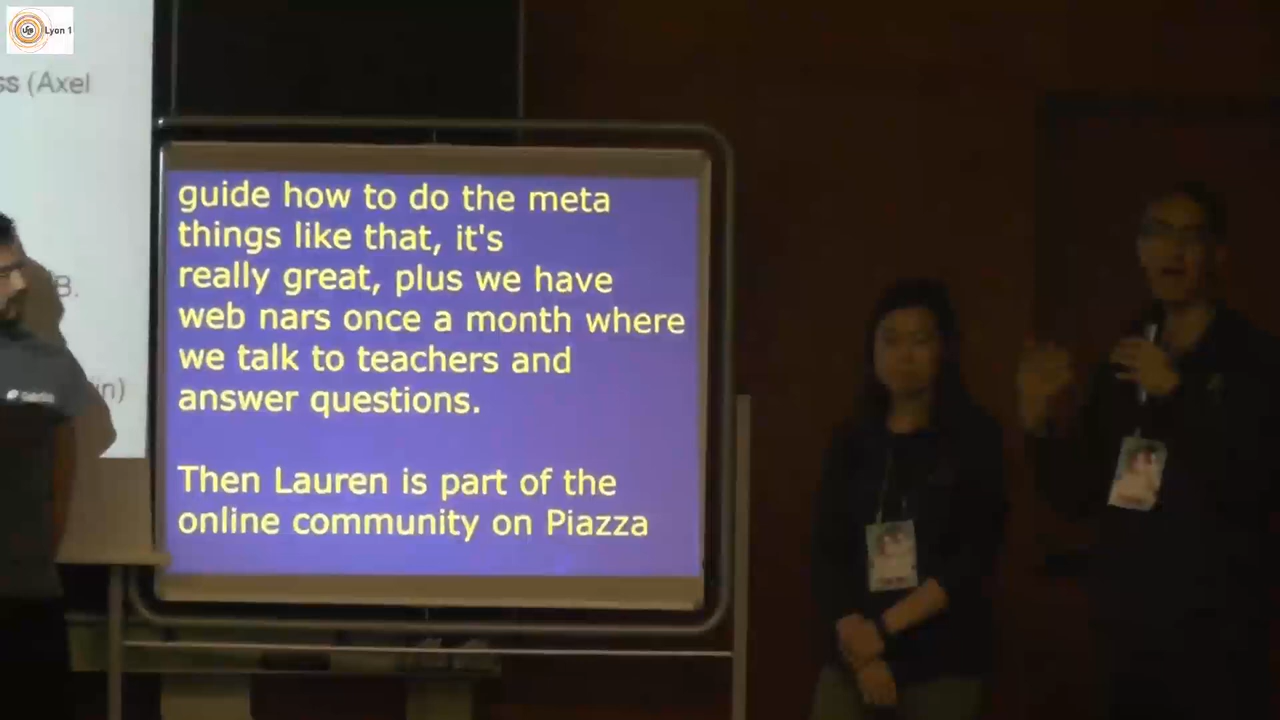 Lyon 1
ss (Axel
B.
in)
guide how to do the meta
things like that, it's
really great, plus we have
web nars once a month where
we talk to teachers and
answer questions.
Then Lauren is part of the
online community on Piazza